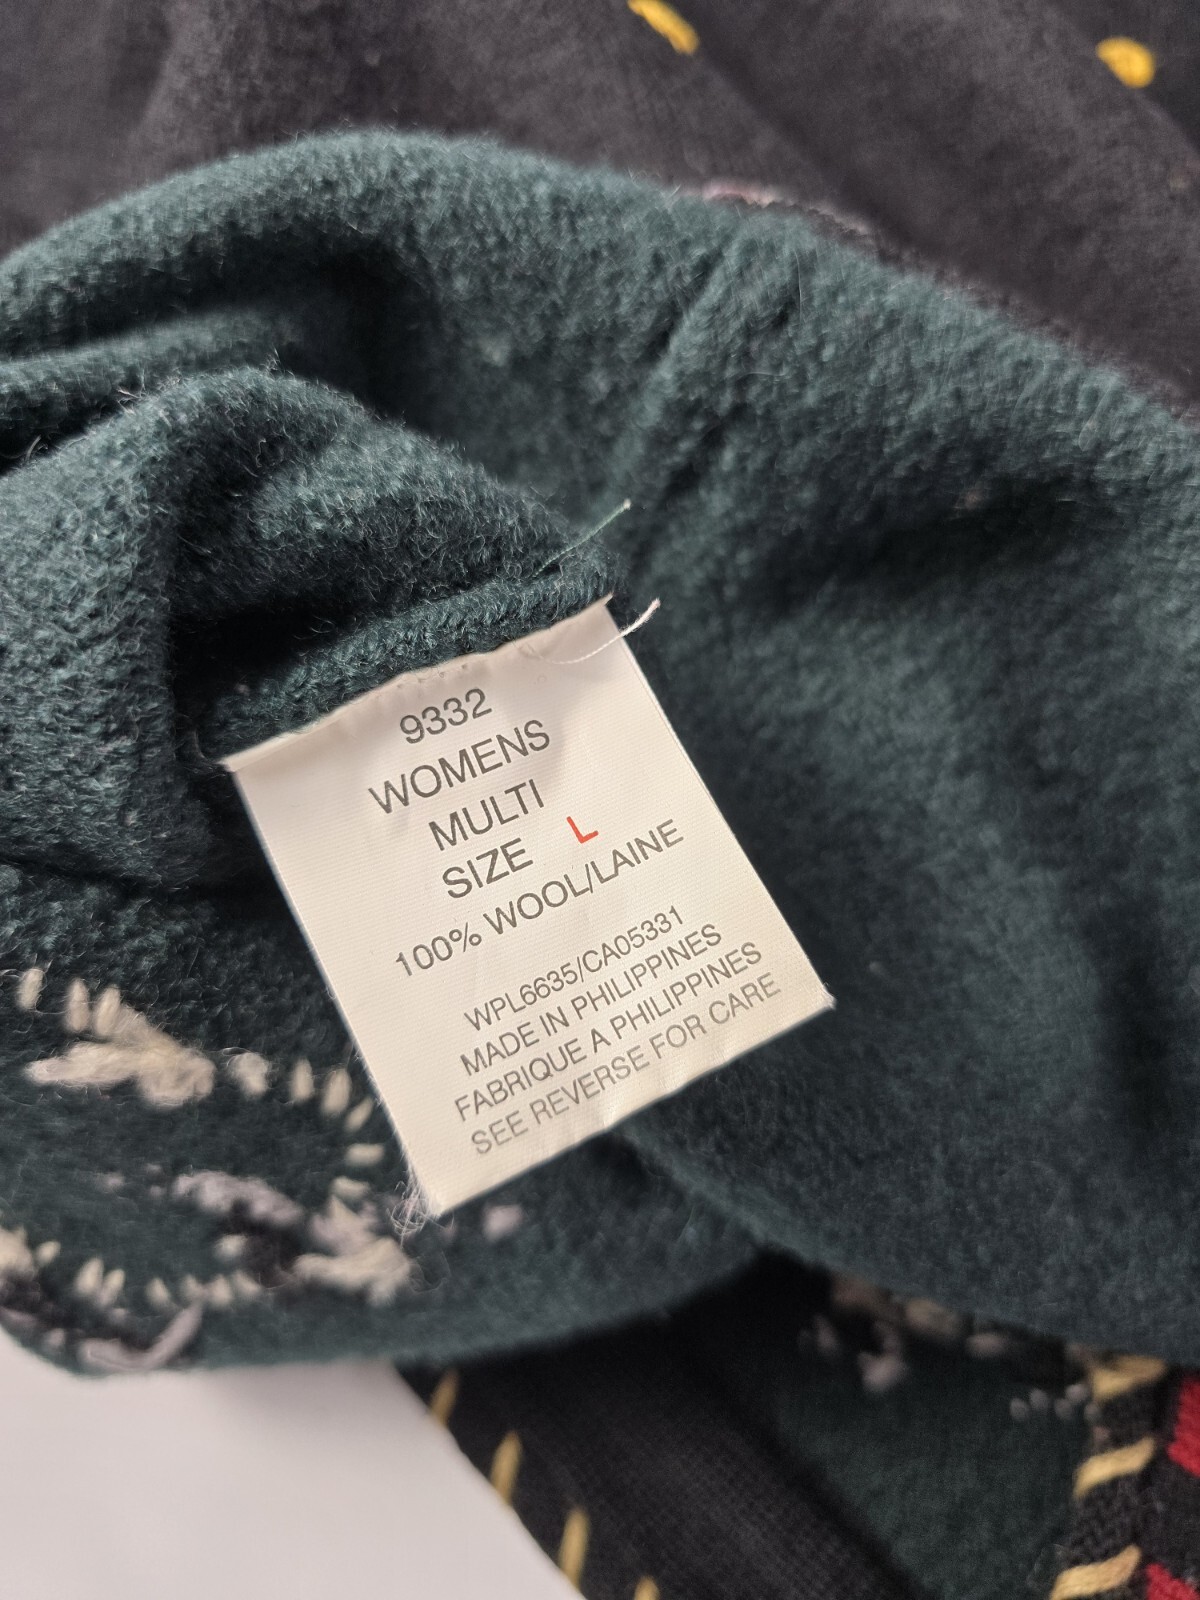 9332
WOMENS
MULTI
SIZE L
100% WOOL/LAINE
WPL6635/CA05331
MADE IN PHILIPPINES
FABRIQUE A PHILIPPINES
SEE REVERSE FOR CARE